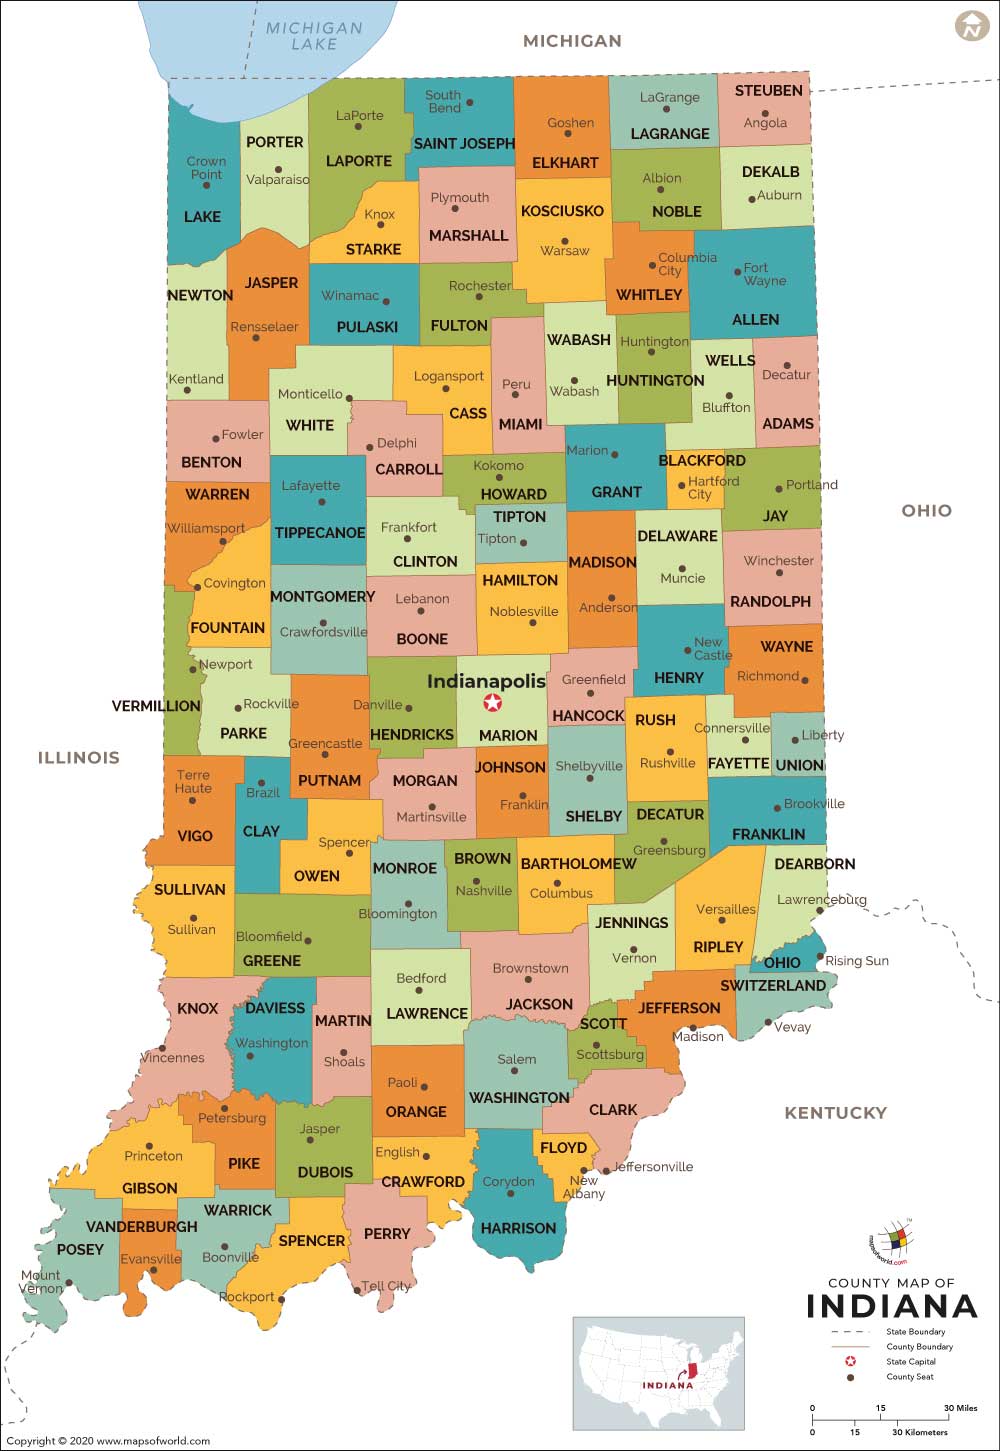 MICHIGAN
LAKE
MICHIGAN
N
South
Bend
SAINT JOSEPH
LaPorte
LAPORTE
Goshen
ELKHART
LaGrange
LAGRANGE
STEUBEN
Angola
PORTER
Valparaiso
Crown
Point
LAKE
Knox
STARKE
Plymouth
MARSHALL
KOSCIUSKO
Warsaw
Albion
NOBLE
DEKALB
Auburn
NEWTON
Kentland
JASPER
Rensselaer
Winamac
PULASKI
Rochester
FULTON
Columbia
City
WHITLEY
Fort
Wayne
ALLEN
WABASH
Wabash
Huntington
HUNTINGTON
WELLS
Bluffton
Decatur
ADAMS
Monticello
WHITE
Logansport
CASS
Peru
MIAMI
Fowler
BENTON
Delphi
CARROLL
Marion
GRANT
BLACKFORD
Hartford
City
Portland
JAY
OHIO
WARREN
Williamsport
Lafayette
TIPPECANOE
Kokomo
HOWARD
TIPTON
Tipton
Frankfort
CLINTON
MADISON
Anderson
DELAWARE
Muncie
Winchester
RANDOLPH
Covington
FOUNTAIN
MONTGOMERY
Crawfordsville
Lebanon
BOONE
HAMILTON
Noblesville
New
Castle
HENRY
WAYNE
Richmond
Newport
VERMILLION
Rockville
PARKE
Greencastle
PUTNAM
Danville
HENDRICKS
Indianapolis
MARION
Greenfield
HANCOCK
RUSH
Rushville
Connersville
FAYETTE
Liberty
UNION
ILLINOIS
Terre
Haute
VIGO
Brazil
CLAY
MORGAN
Martinsville
JOHNSON
Franklin
Shelbyville
SHELBY
DECATUR
Greensburg
Brookville
FRANKLIN
Spencer
OWEN
MONROE
Bloomington
BROWN
Nashville
BARTHOLOMEW
Columbus
DEARBORN
Lawrenceburg
SULLIVAN
Sullivan
Bloomfield
GREENE
JENNINGS
Vernon
Versailles
RIPLEY
OHIO
Rising Sun
Bedford
LAWRENCE
Brownstown
JACKSON
SWITZERLAND
Vevay
KNOX
Vincennes
DAVIESS
Washington
MARTIN
Shoals
SCOTT
Scottsburg
JEFFERSON
Madison
Paoli
ORANGE
Salem
WASHINGTON
CLARK
Jeffersonville
KENTUCKY
Petersburg
PIKE
Jasper
DUBOIS
Princeton
GIBSON
English
CRAWFORD
FLOYD
New
Albany
Corydon
HARRISON
POSEY
Mount
Vernon
VANDERBURGH
Evansville
WARRICK
Boonville
SPENCER
Rockport
PERRY
Tell City
TM
mapsofworld.com
COUNTY MAP OF
INDIANA
State Boundary
County Boundary
State Capital
County Seat
0 15 30 Miles
0 15 30 Kilometers
INDIANA
Copyright © 2020 www.mapsofworld.com